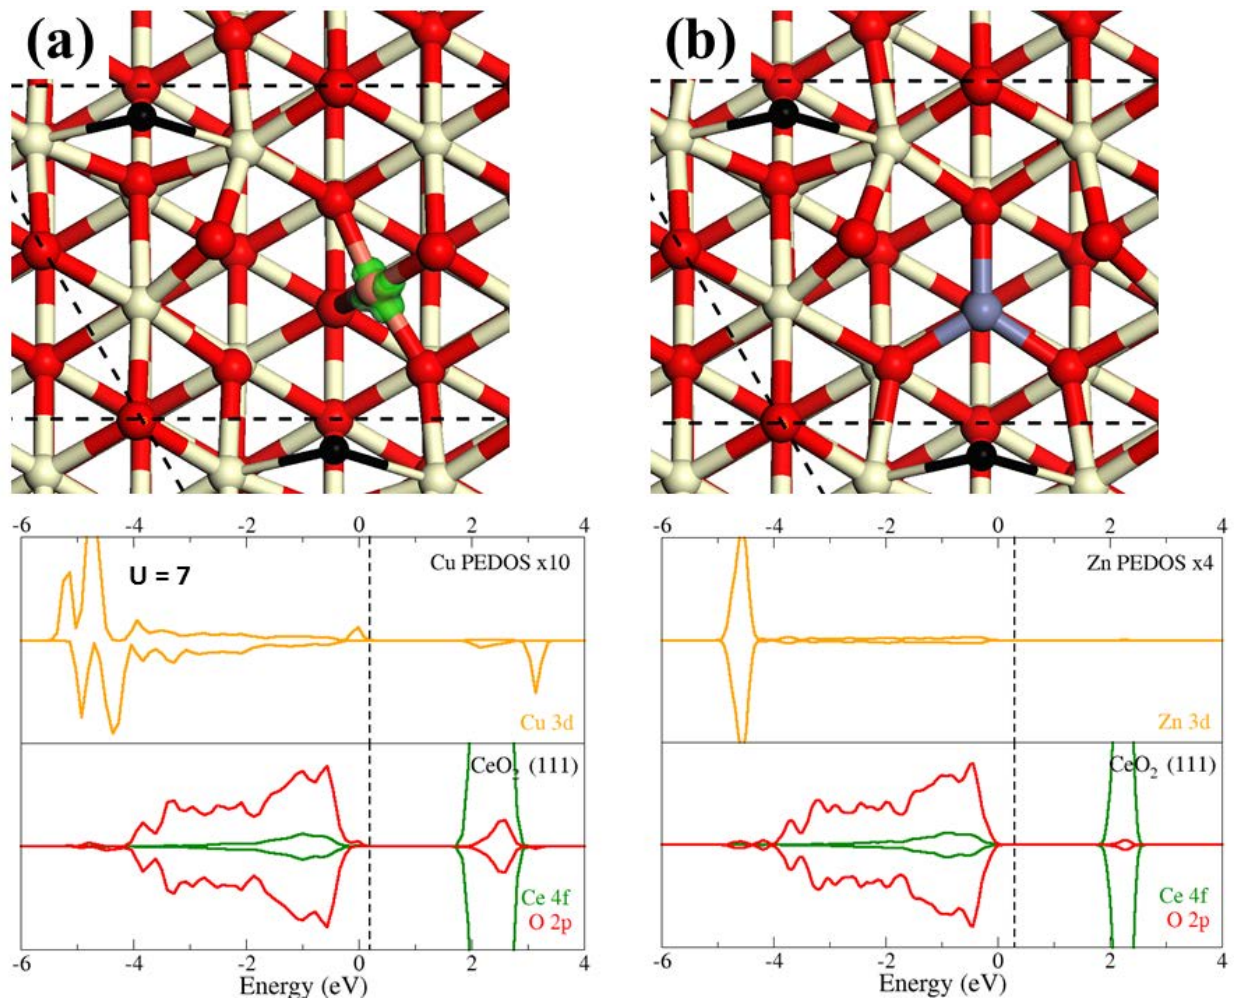 (a)
(b)
-6 -4 -2 0 2 4
U = 7
Cu PEDOS x10
Cu 3d
CeO2 (111)
Ce 4f
O 2p
-6 -4 -2 0 2 4
Energy (eV)
-6 -4 -2 0 2 4
Zn PEDOS x4
Zn 3d
CeO2 (111)
Ce 4f
O 2p
-6 -4 -2 0 2 4
Energy (eV)